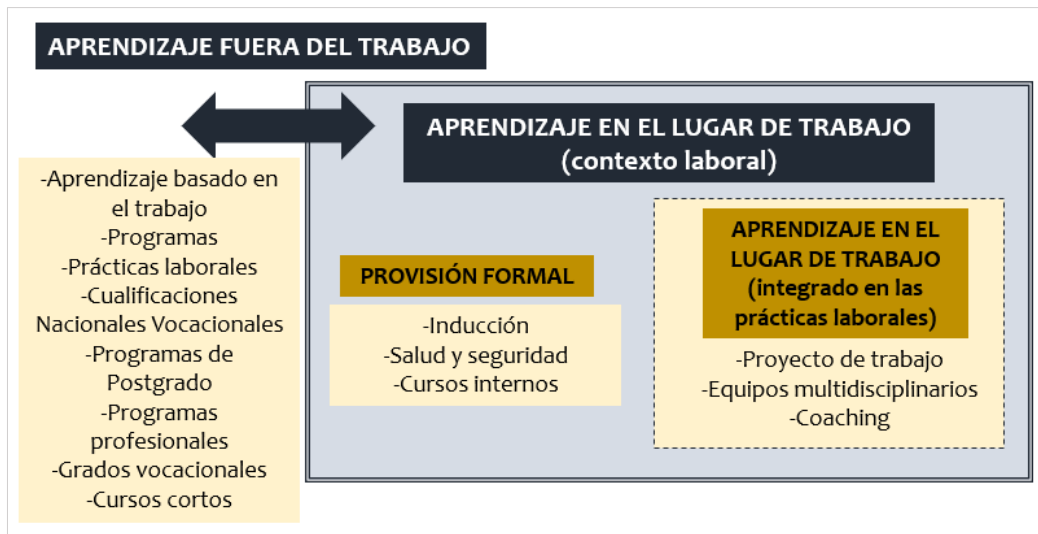 APRENDIZAJE FUERA DEL TRABAJO
-Aprendizaje basado en
el trabajo
-Programas
-Prácticas laborales
-Cualificaciones
Nacionales Vocacionales
-Programas de
Postgrado
-Programas
profesionales
-Grados vocacionales
-Cursos cortos
APRENDIZAJE EN EL LUGAR DE TRABAJO
(contexto laboral)
PROVISIÓN FORMAL
-Inducción
-Salud y seguridad
-Cursos internos
APRENDIZAJE EN EL
LUGAR DE TRABAJO
(integrado en las
prácticas laborales)
-Proyecto de trabajo
-Equipos multidisciplinarios
-Coaching